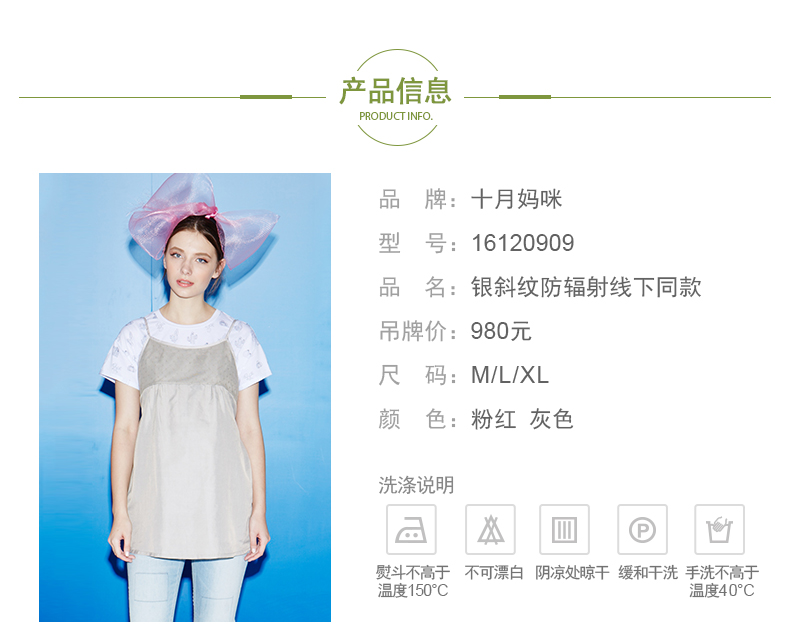 产品信息
PRODUCT INFO.
品 牌：十月妈咪
型 号：16120909
品 名：银斜纹防辐射线下同款
吊牌价：980元
尺 码：M/L/XL
颜 色：粉红 灰色
洗涤说明
P
熨斗不高于 不可漂白 阴凉处晾干 缓和干洗 手洗不高于
温度150°C 温度40°C